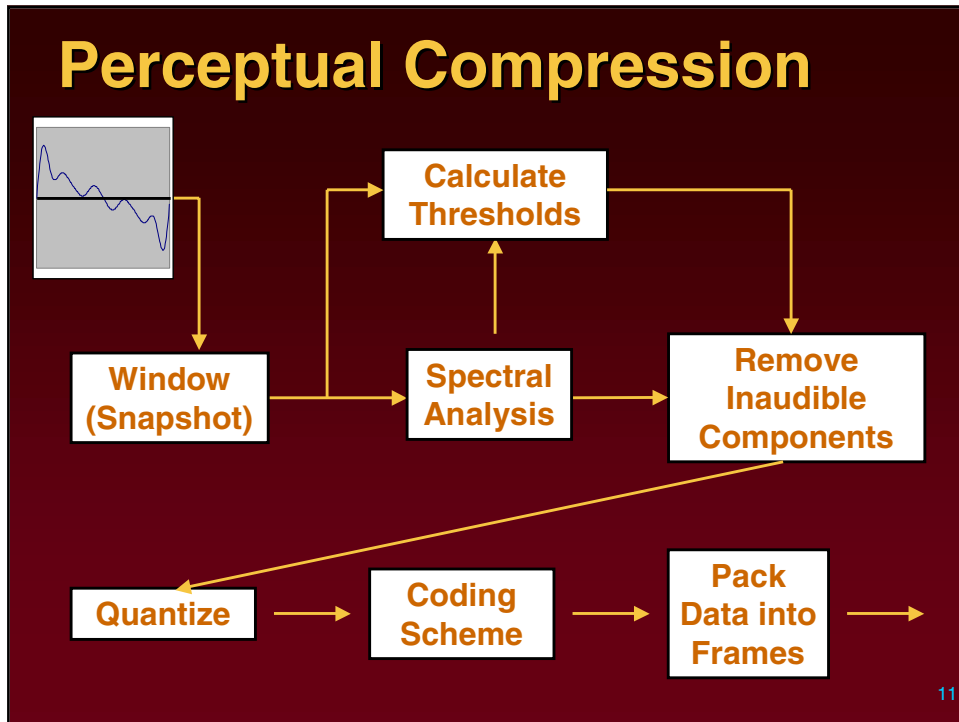 Perceptual Compression
Calculate
Thresholds
Window
(Snapshot)
Spectral
Analysis
Remove
Inaudible
Components
Quantize
Coding
Scheme
Pack
Data into
Frames
11